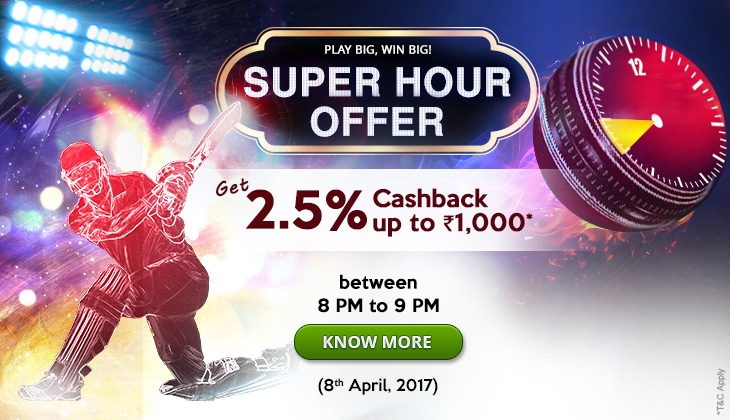 PLAY BIG, WIN BIG!
SUPER HOUR
OFFER
12
Get 2.5% Cashback
up to ₹1,000*
between
8 PM to 9 PM
KNOW MORE
(8th April, 2017)
*T&C Apply